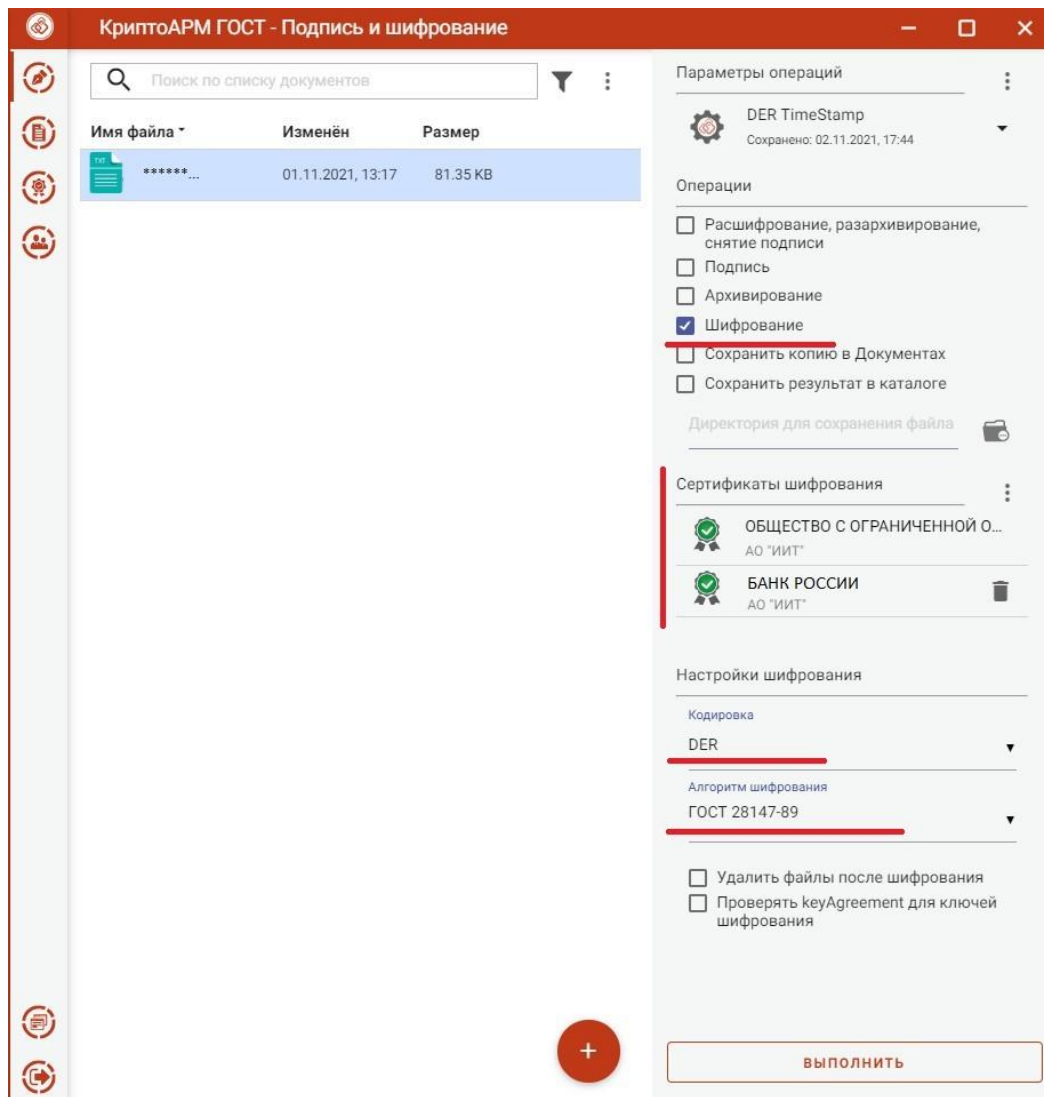 КриптоАРМ ГОСТ - Подпись и шифрование
Поиск по списку документов
Имя файла
Изменён
Размер
TXT
******...
01.11.2021, 13:17
81.35 KB
Параметры операций
DER TimeStamp
Сохранено: 02.11.2021, 17:44
Операции
Расшифрование, разархивирование,
снятие подписи
Подпись
Архивирование
Шифрование
Сохранить копию в Документах
Сохранить результат в каталоге
Директория для сохранения файла
Сертификаты шифрования
ОБЩЕСТВО С ОГРАНИЧЕННОЙ О...
АО "ИИТ"
БАНК РОССИИ
АО "ИИТ"
Настройки шифрования
Кодировка
DER
Алгоритм шифрования
ГОСТ 28147-89
Удалить файлы после шифрования
Проверять keyAgreement для ключей
шифрования
+
ВЫПОЛНИТЬ